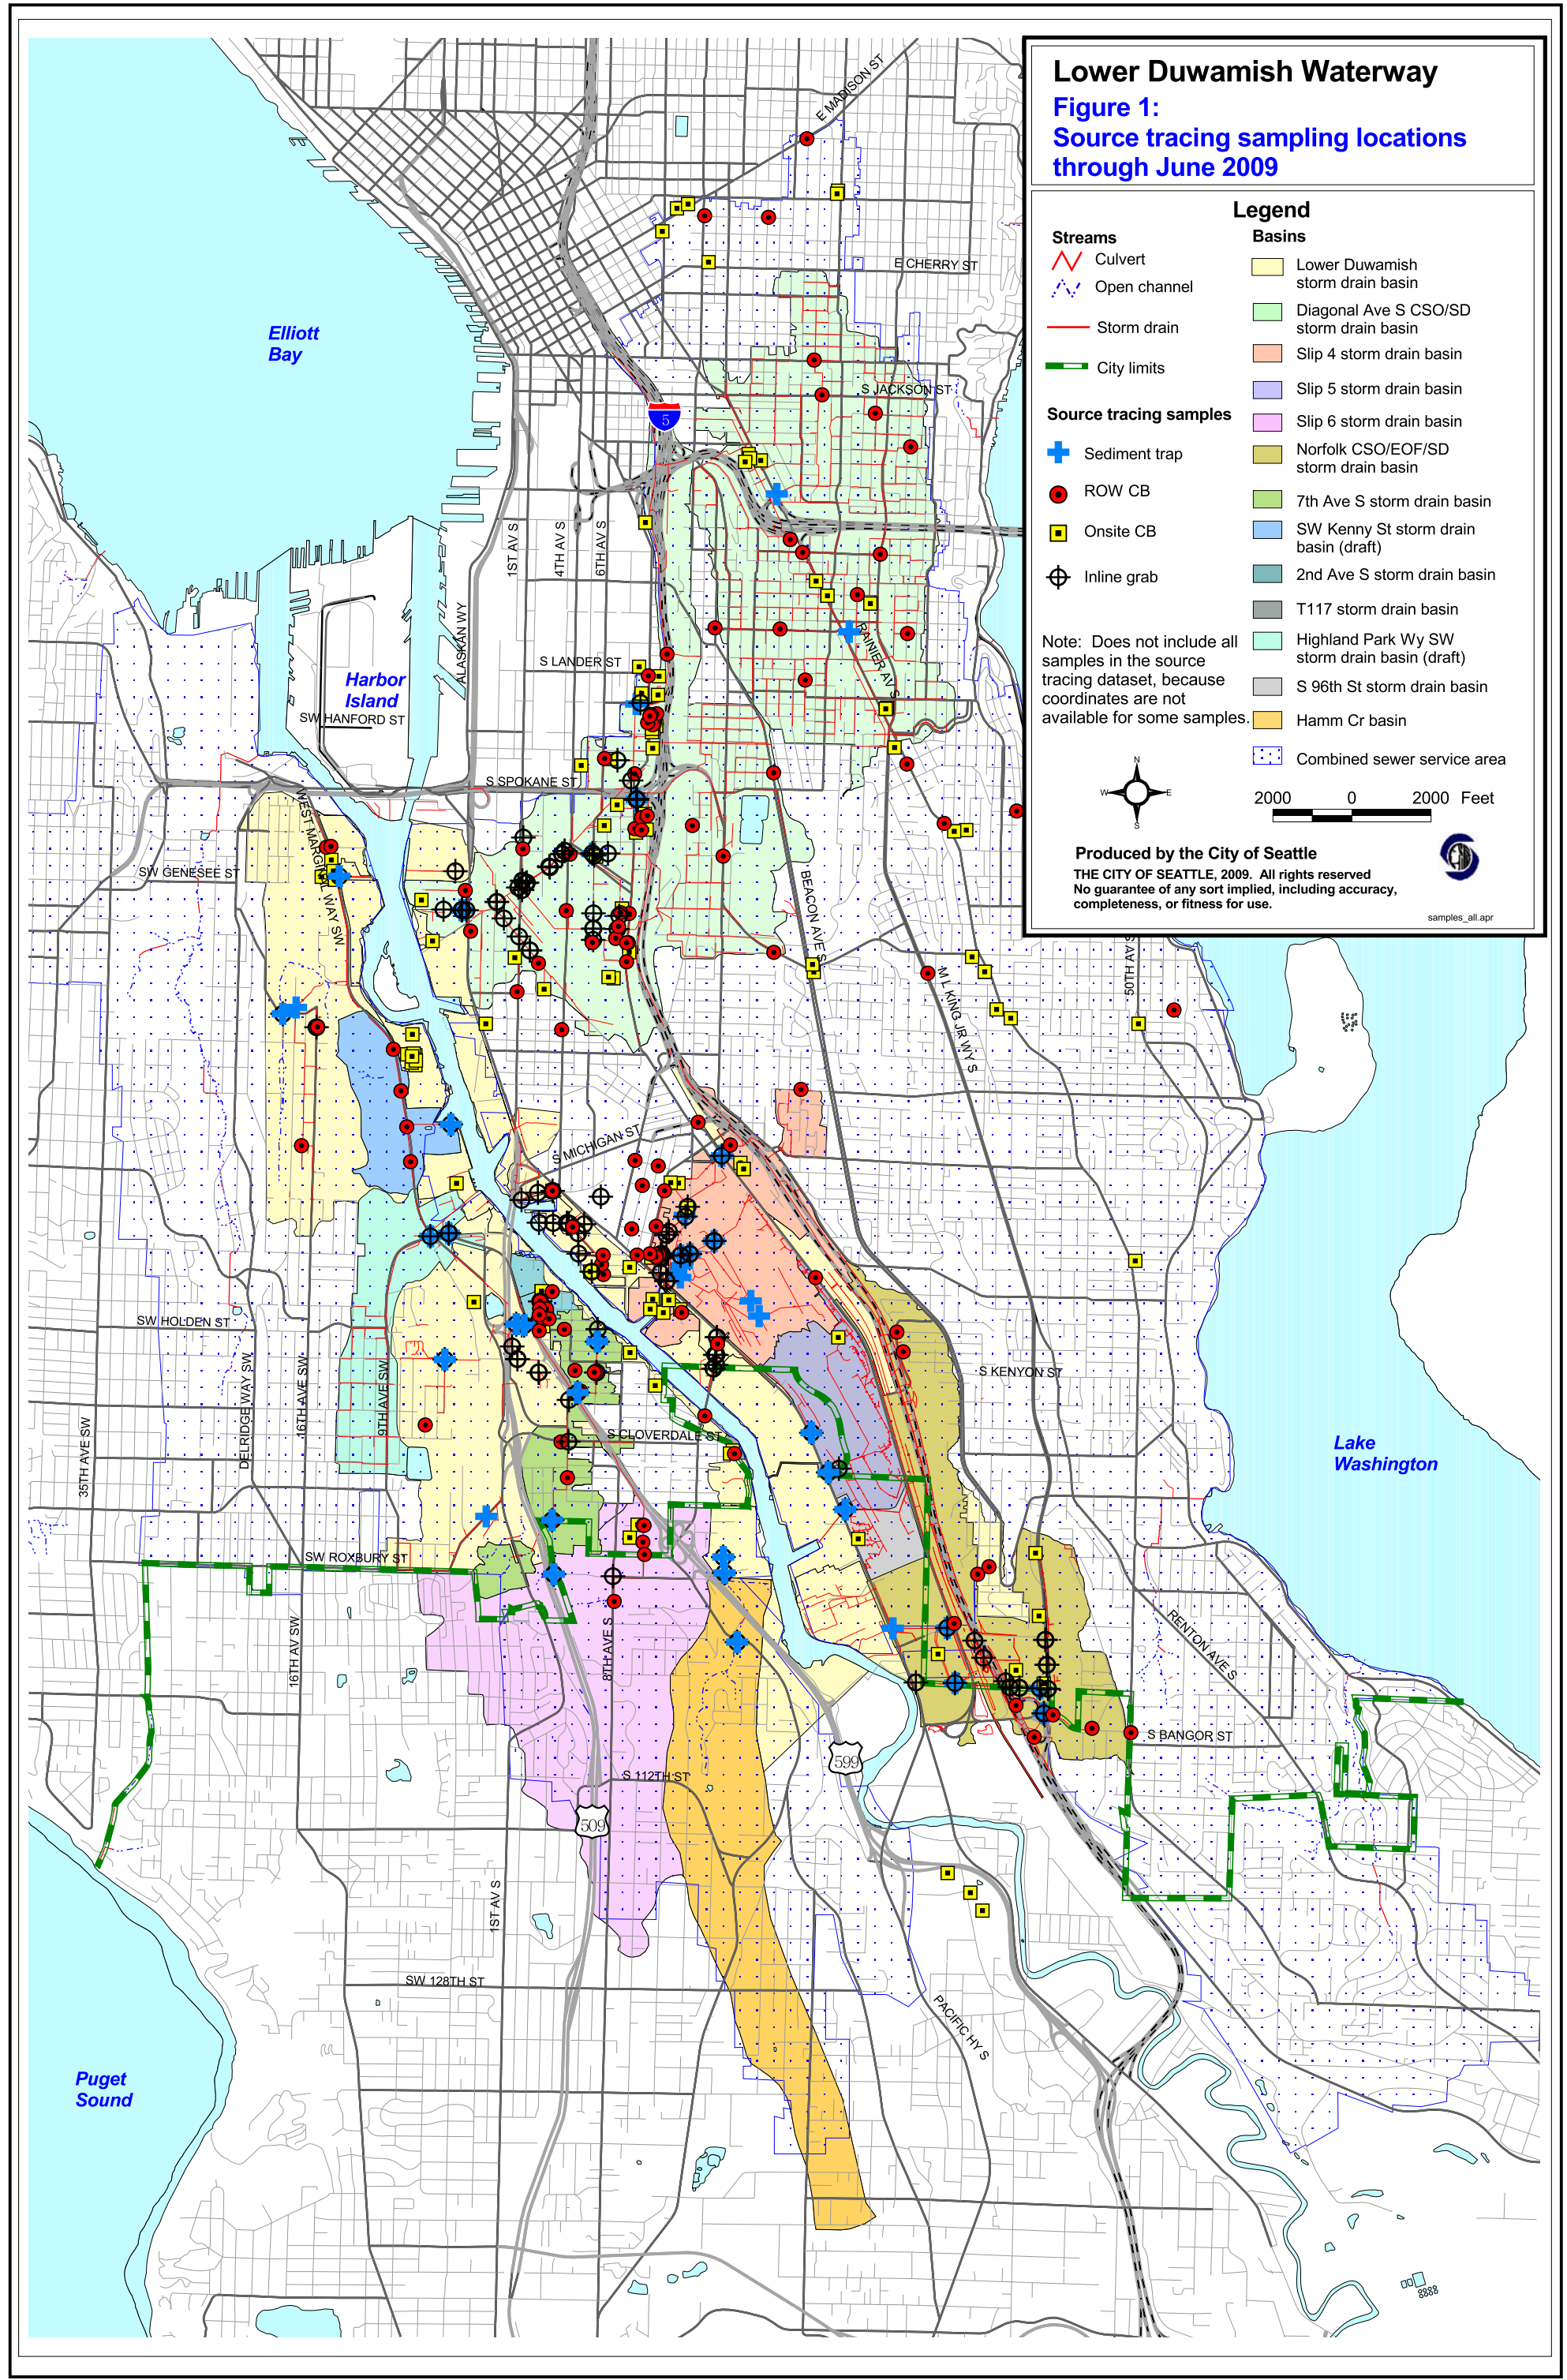 Lower Duwamish Waterway
Figure 1:
Source tracing sampling locations
through June 2009
Legend
Streams
Culvert
Open channel
Storm drain
City limits
Source tracing samples
Sediment trap
ROW CB
Onsite CB
Inline grab
Note: Does not include all
samples in the source
tracing dataset, because
coordinates are not
available for some samples.
Basins
Lower Duwamish
storm drain basin
Diagonal Ave S CSO/SD
storm drain basin
Slip 4 storm drain basin
Slip 5 storm drain basin
Slip 6 storm drain basin
Norfolk CSO/EOF/SD
storm drain basin
7th Ave S storm drain basin
SW Kenny St storm drain
basin (draft)
2nd Ave S storm drain basin
T117 storm drain basin
Highland Park Wy SW
storm drain basin (draft)
S 96th St storm drain basin
Hamm Cr basin
Combined sewer service area
N
W
E
S
2000 0 2000 Feet
Produced by the City of Seattle
THE CITY OF SEATTLE, 2009. All rights reserved
No guarantee of any sort implied, including accuracy,
completeness, or fitness for use.
samples_all.apr
E MADISON ST
E CHERRY ST
Elliott
Bay
S JACKSON ST
5
1ST AV S
4TH AV S
6TH AV S
ALASKAN WY
RAINIER AV S
S LANDER ST
Harbor
Island
SW HANFORD ST
S SPOKANE ST
WEST MARGINAL WAY SW
SW GENESEE ST
BEACON AVE S
50TH AV S
M L KING JR WY S
S MICHIGAN ST
SW HOLDEN ST
S KENYON ST
35TH AVE SW
DELRIDGE WAY SW
16TH AVE SW
9TH AVE SW
S CLOVERDALE ST
Lake
Washington
SW ROXBURY ST
16TH AV SW
8TH AVE S
RENTON AVE S
S BANGOR ST
599
S 112TH ST
509
1ST AV S
SW 128TH ST
PACIFIC HY S
Puget
Sound